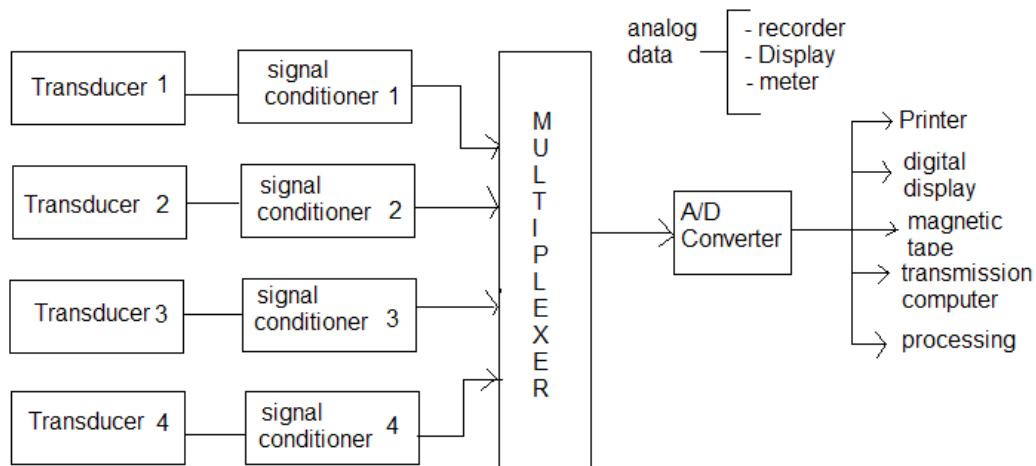 Transducer 1
signal
conditioner 1
Transducer 2
signal
conditioner 2
Transducer 3
signal
conditioner 3
Transducer 4
signal
conditioner 4
M
U
L
T
I
P
L
E
X
E
R
analog
data
- recorder
- Display
- meter
A/D
Converter
Printer
digital
display
magnetic
tape
transmission
computer
processing